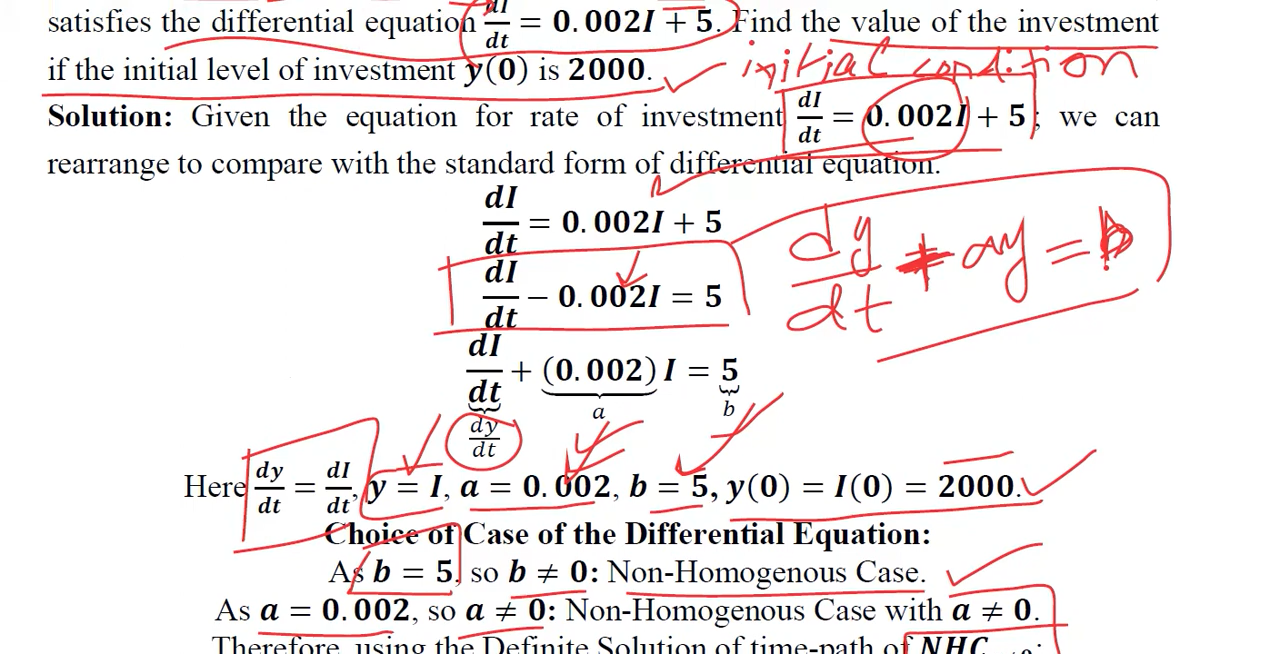 satisfies the differential equation dI/dt = 0.002I + 5. Find the value of the investment
if the initial level of investment y(0) is 2000. initial condition
Solution: Given the equation for rate of investment dI/dt = 0.002I + 5; we can
rearrange to compare with the standard form of differential equation.
dI/dt = 0.002I + 5
dI/dt − 0.002I = 5
dy/dt + ay = b
dI/dt + (0.002) I = 5
dy/dt a b
Here dy/dt = dI/dt, y = I, a = 0.002, b = 5, y(0) = I(0) = 2000.
Choice of Case of the Differential Equation:
As b = 5, so b ≠ 0: Non-Homogenous Case.
As a = 0.002, so a ≠ 0: Non-Homogenous Case with a ≠ 0.
Therefore, using the Definite Solution of time-path of NHC